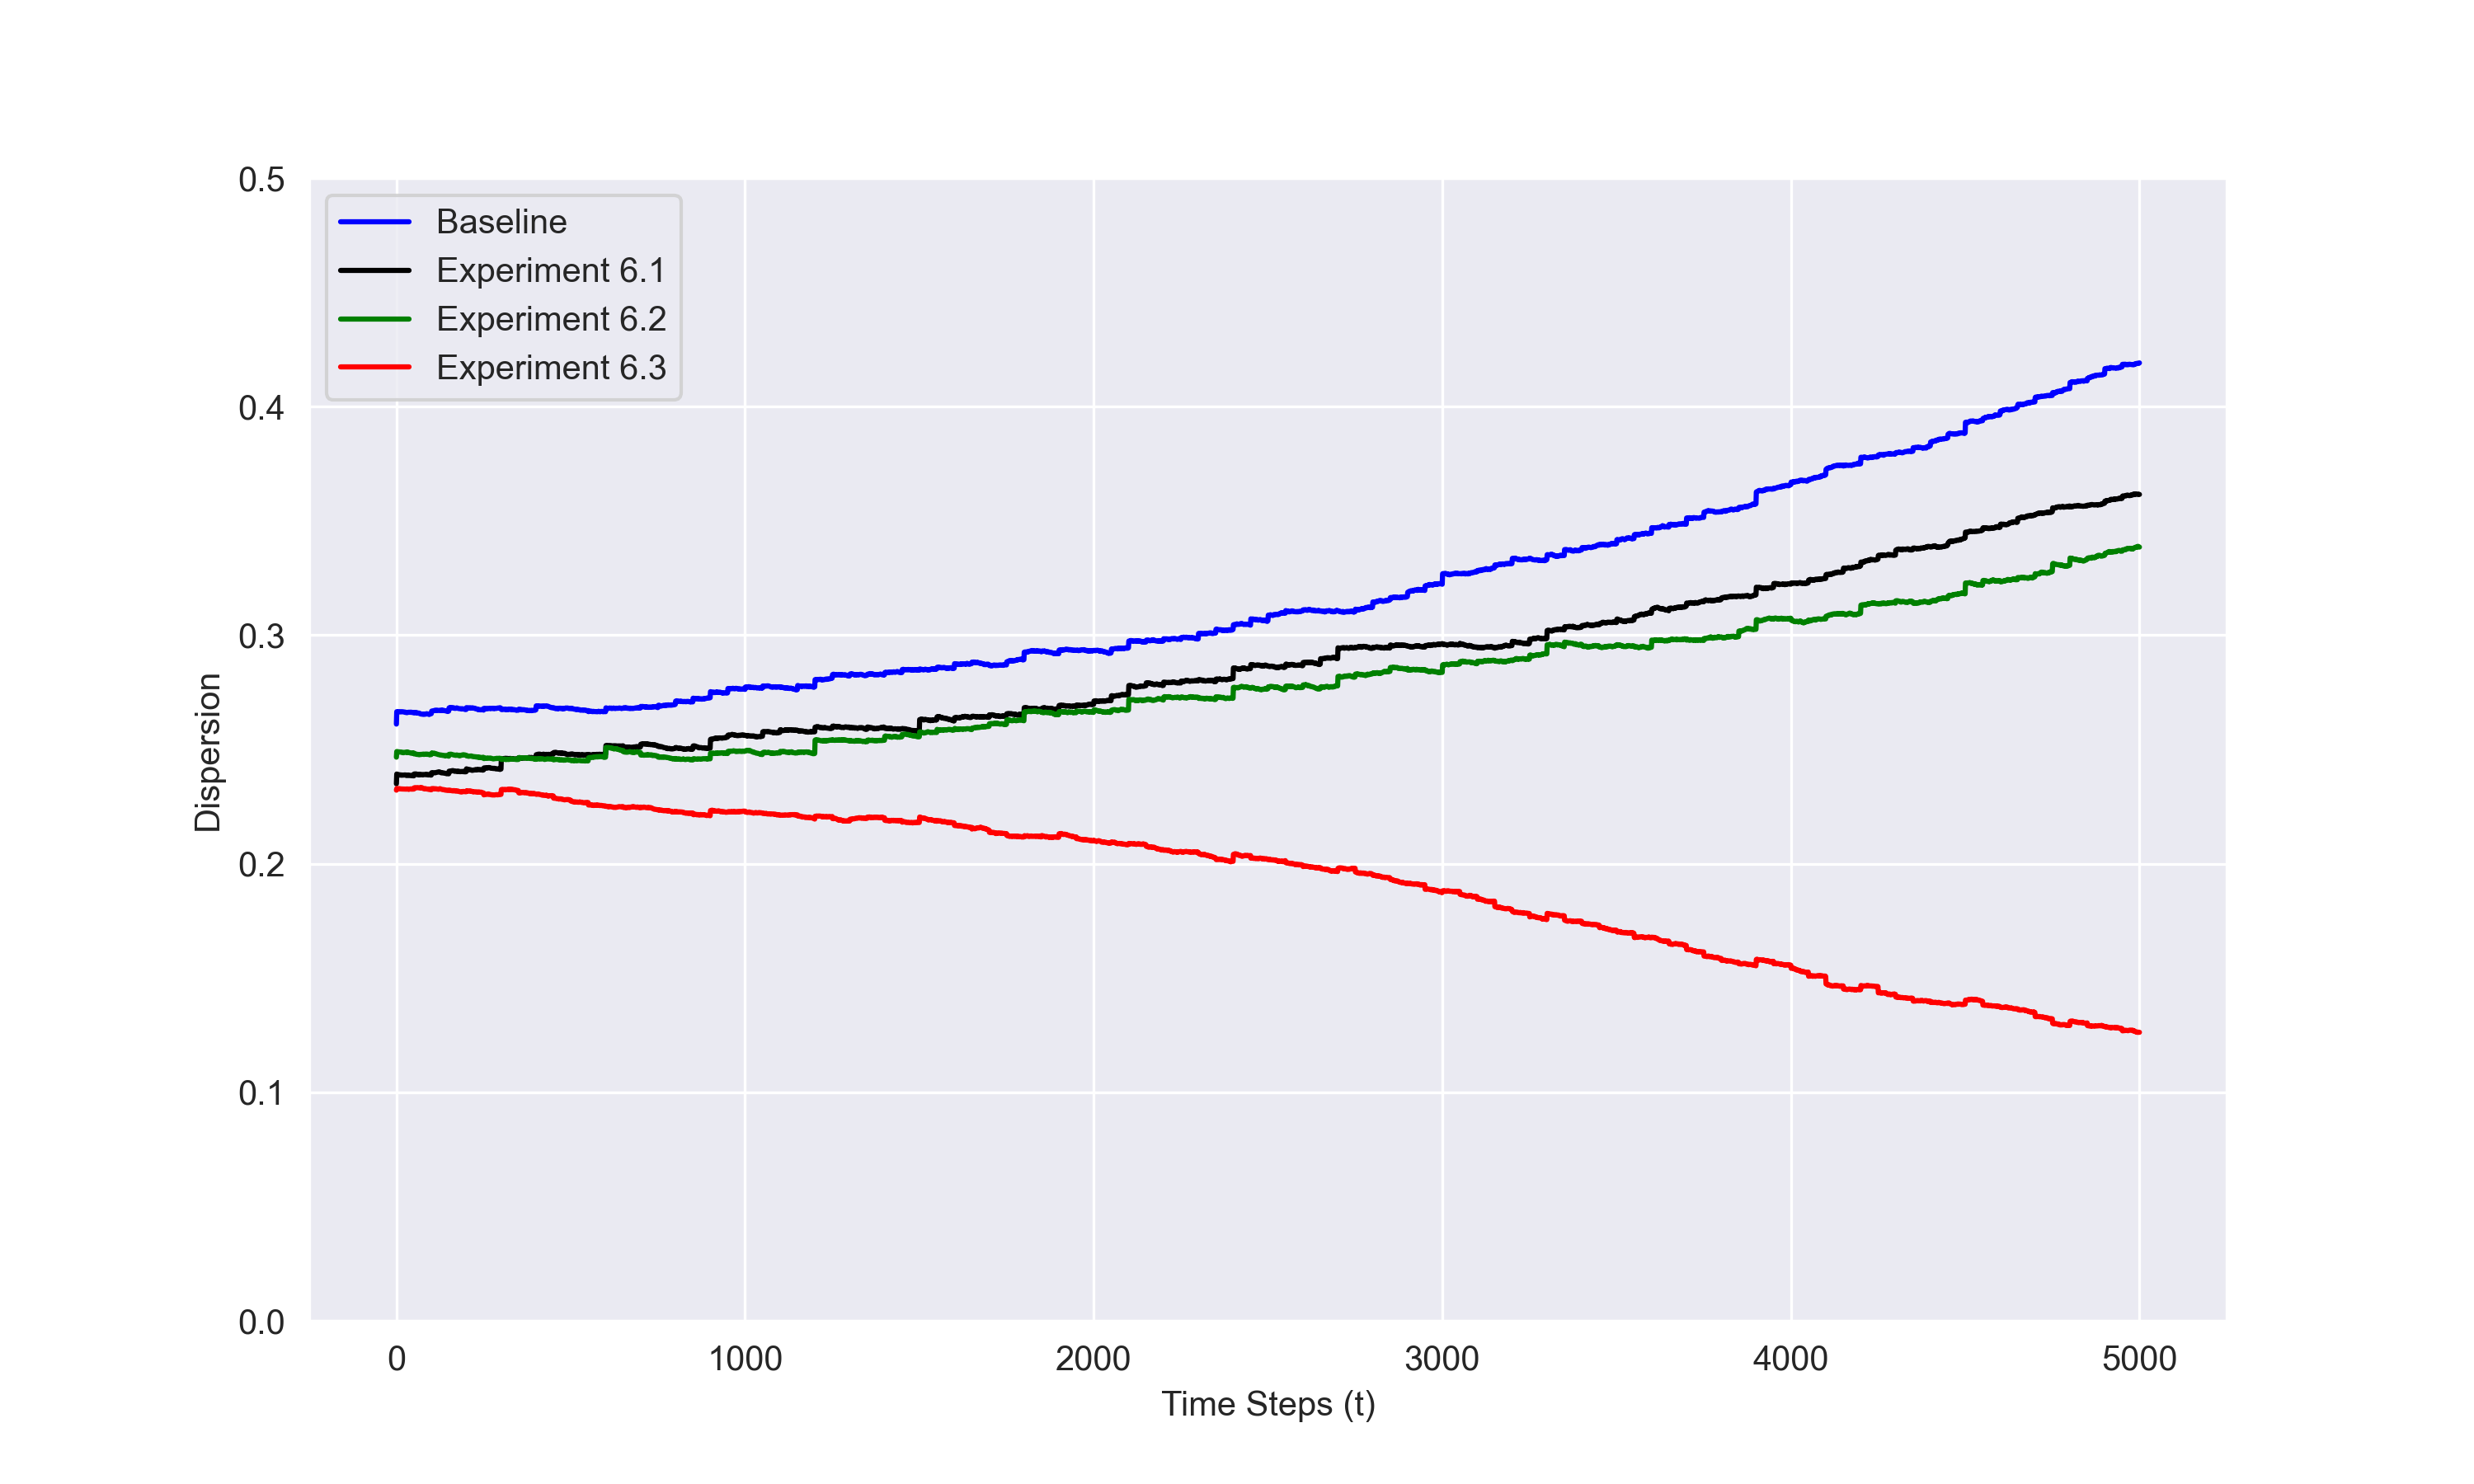 0.5
0.4
0.3
0.2
0.1
0.0
Dispersion
Baseline
Experiment 6.1
Experiment 6.2
Experiment 6.3
0 1000 2000 3000 4000 5000
Time Steps (t)